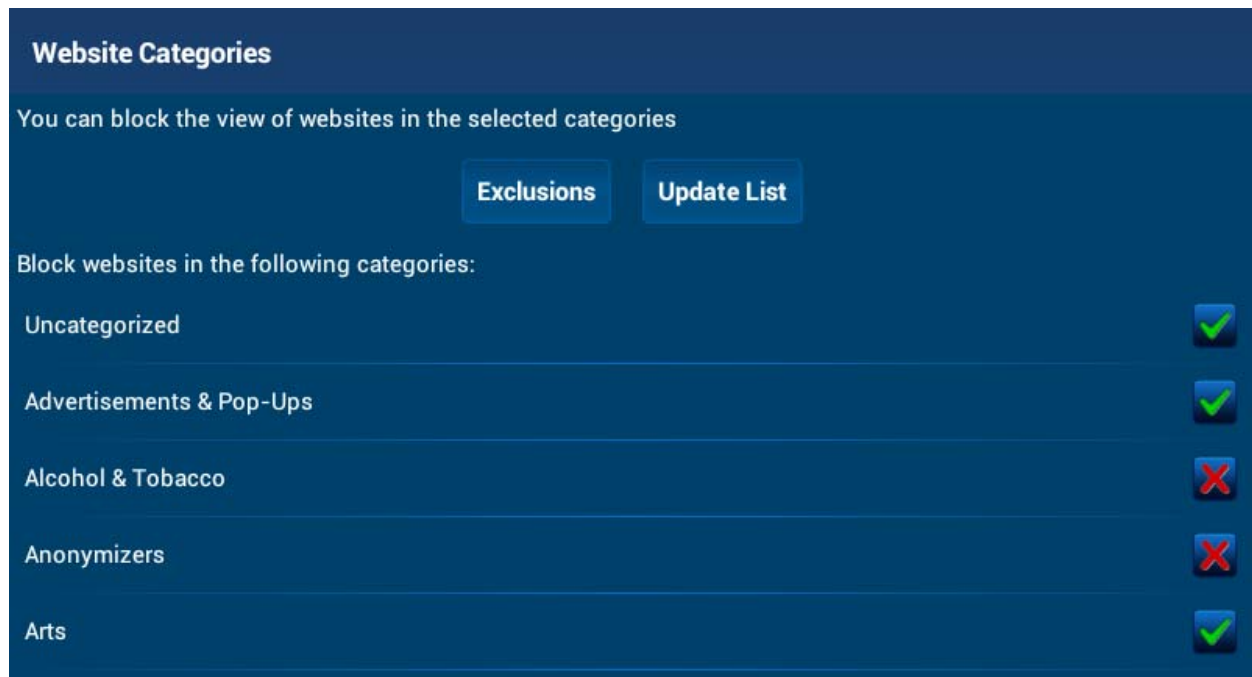 Website Categories
You can block the view of websites in the selected categories
Exclusions Update List
Block websites in the following categories:
Uncategorized
Advertisements & Pop-Ups
Alcohol & Tobacco
Anonymizers
Arts